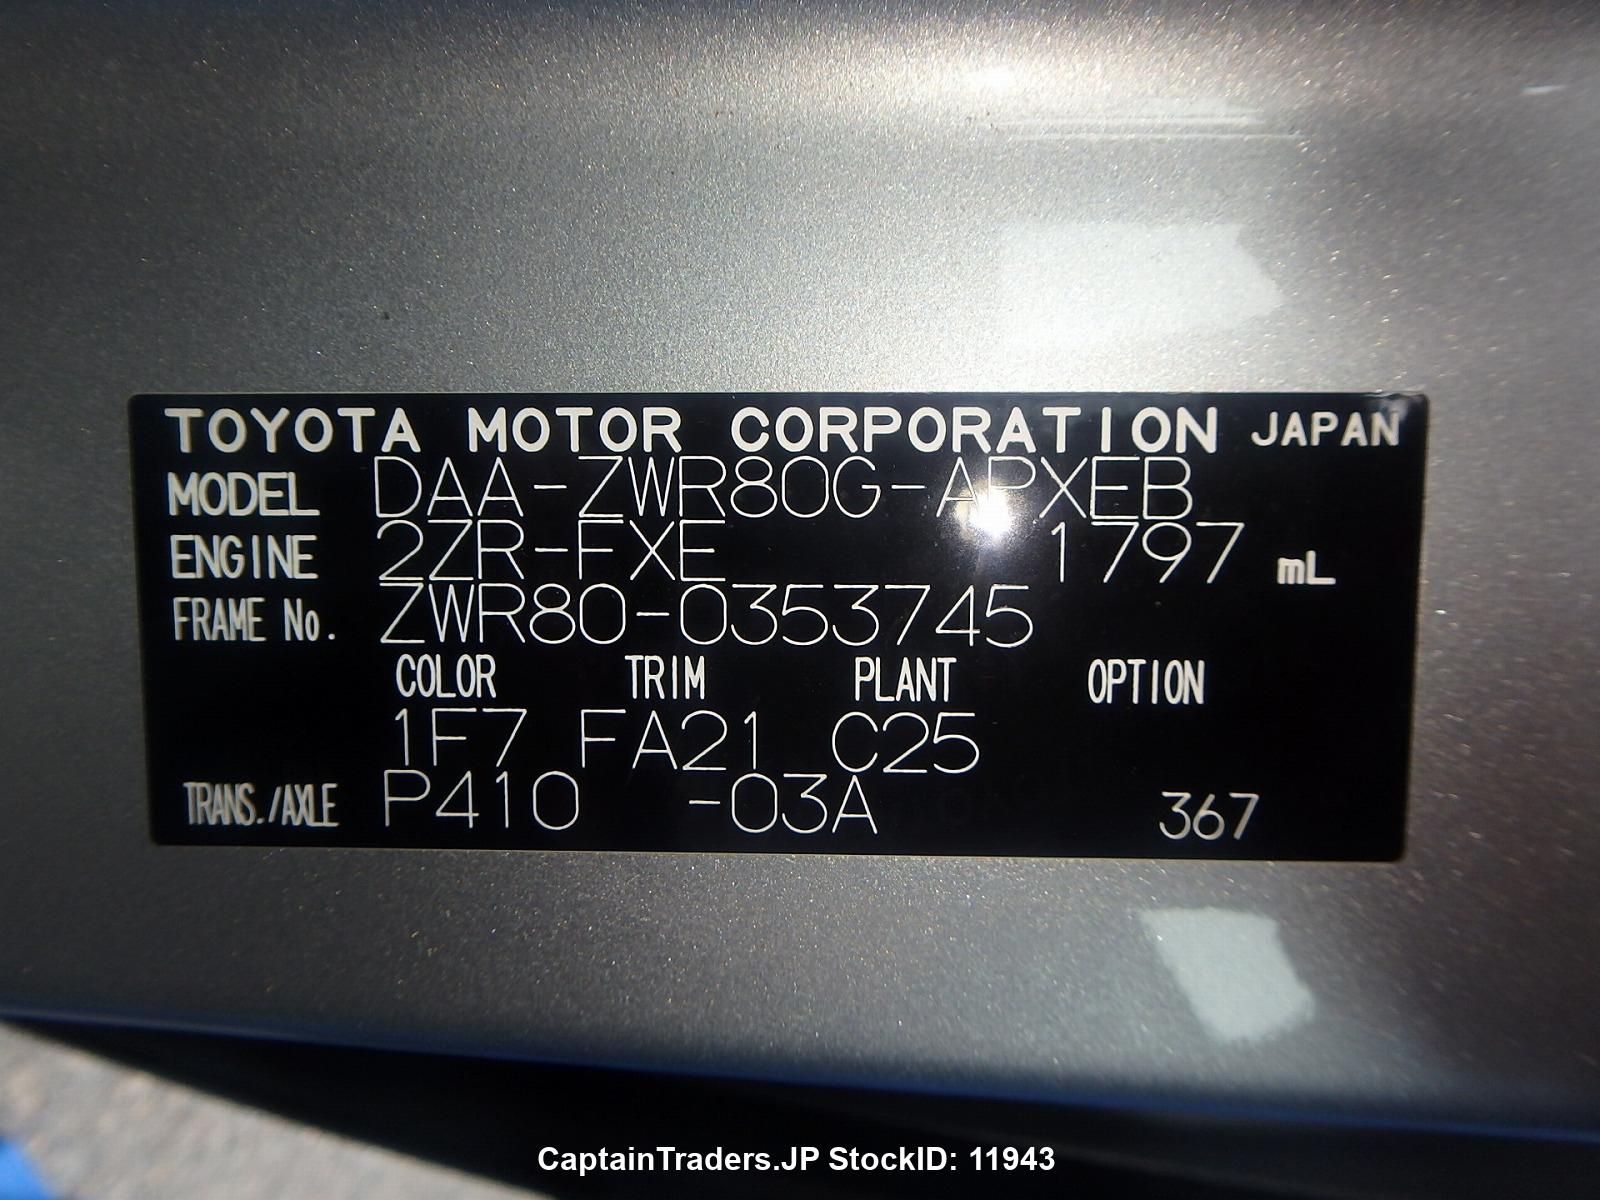 TOYOTA MOTOR CORPORATION JAPAN
MODEL DAA-ZWR80G-APXEB
ENGINE 2ZR-FXE 1797 mL
FRAME No. ZWR80-0353745
COLOR TRIM PLANT OPTION
1F7 FA21 C25
TRANS./AXLE P410 -03A 367
CaptainTraders.JP StockID: 11943